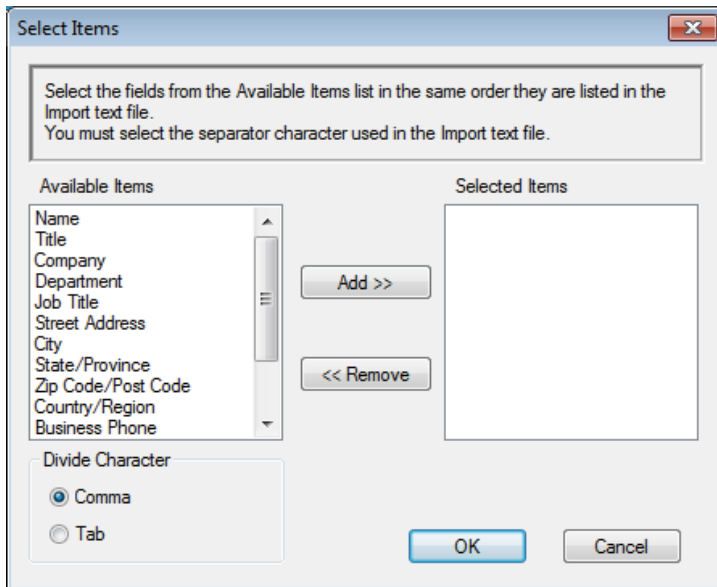 Select Items
Select the fields from the Available Items list in the same order they are listed in the
Import text file.
You must select the separator character used in the Import text file.
Available Items
Selected Items
Name
Title
Company
Department
Job Title
Street Address
City
State/Province
Zip Code/Post Code
Country/Region
Business Phone
Add >>
<< Remove
Divide Character
Comma
Tab
OK
Cancel